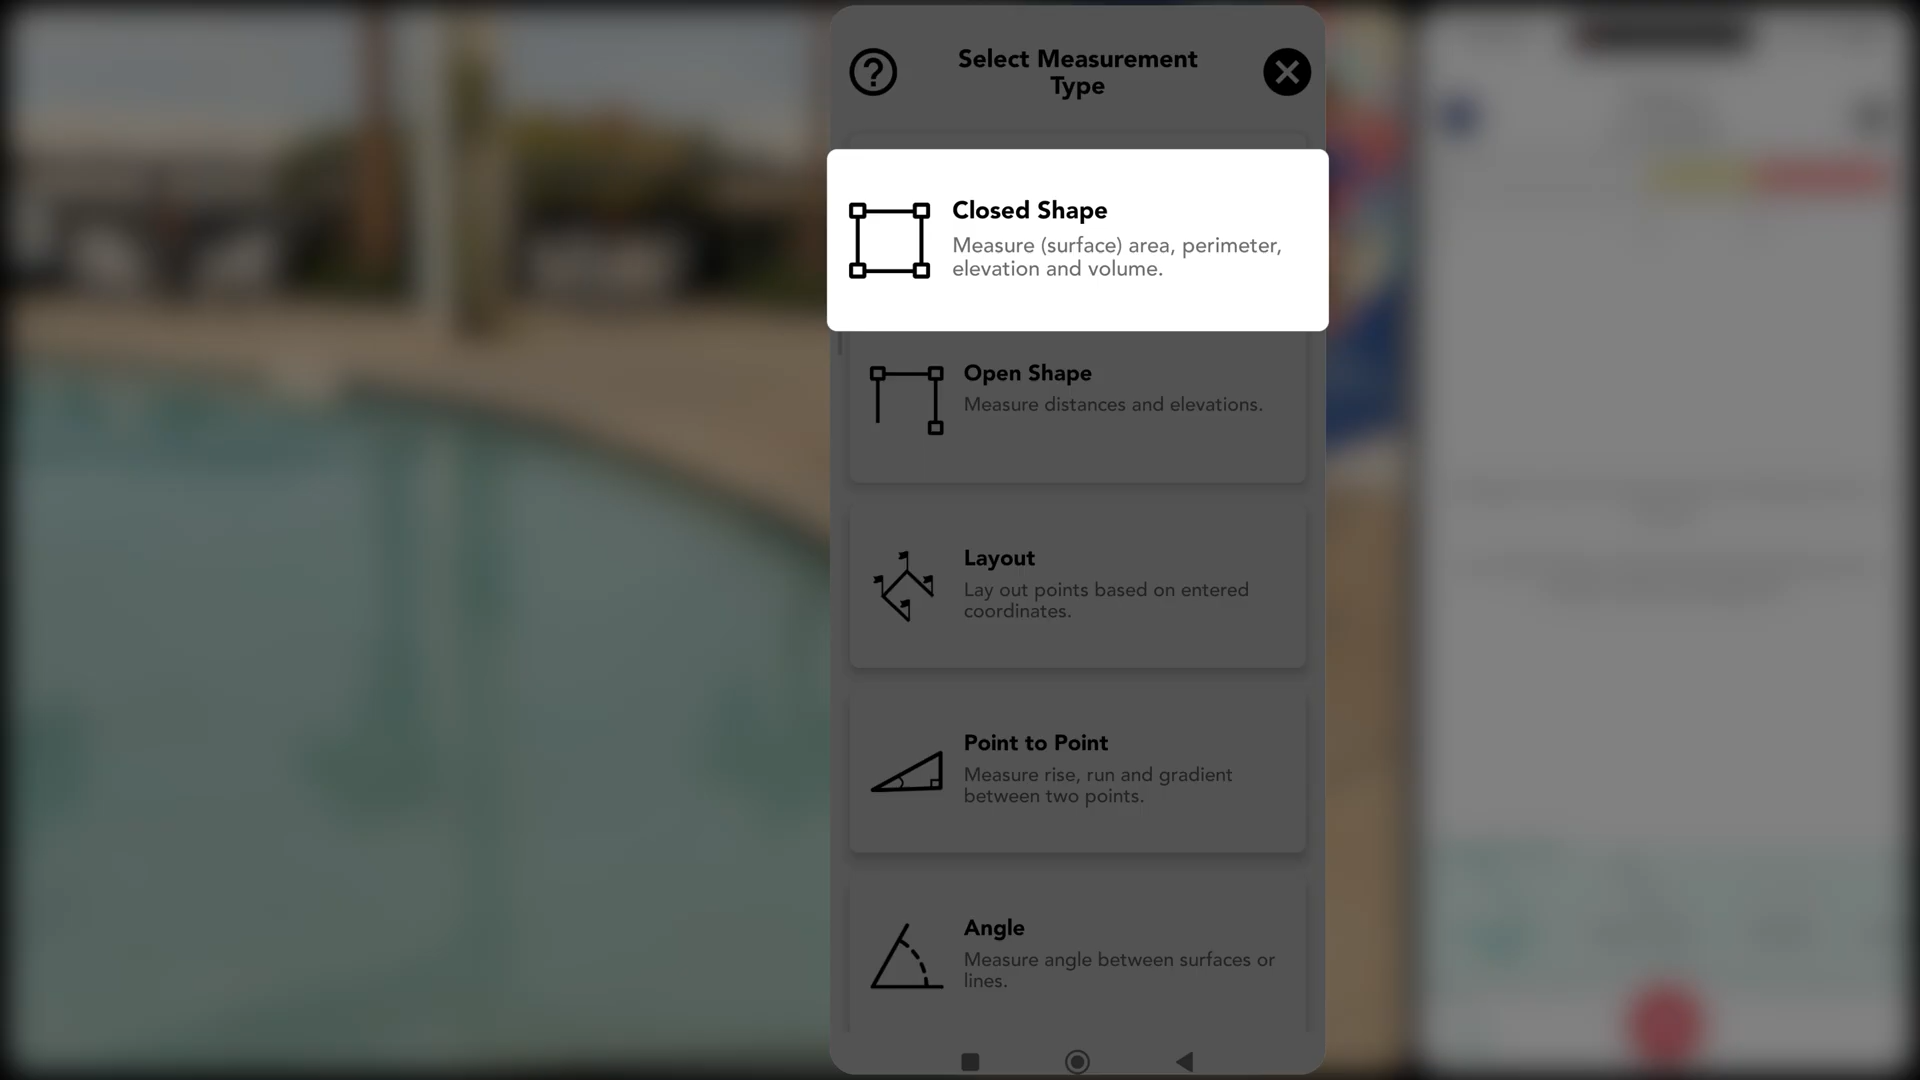 Select Measurement
Type
Closed Shape
Measure (surface) area, perimeter,
elevation and volume.
Open Shape
Measure distances and elevations.
Layout
Lay out points based on entered
coordinates.
Point to Point
Measure rise, run and gradient
between two points.
Angle
Measure angle between surfaces or
lines.